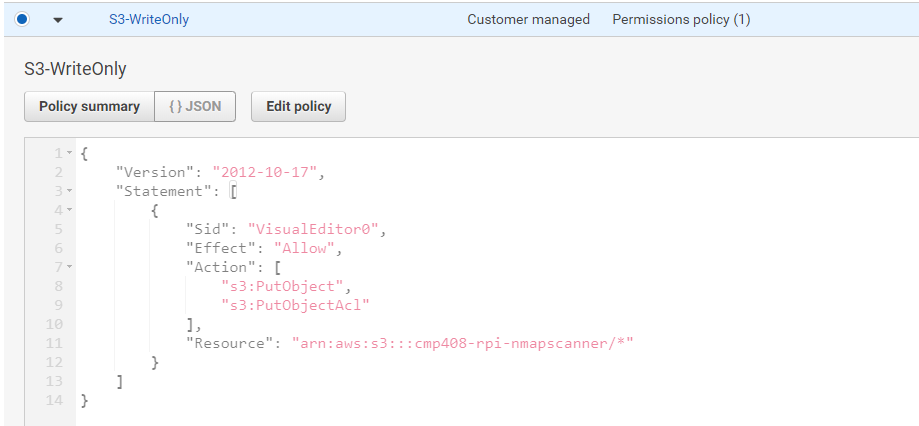 S3-WriteOnly Customer managed Permissions policy (1)
S3-WriteOnly
Policy summary { } JSON Edit policy
1 {
2     "Version": "2012-10-17",
3     "Statement": [
4         {
5             "Sid": "VisualEditor0",
6             "Effect": "Allow",
7             "Action": [
8                 "s3:PutObject",
9                 "s3:PutObjectAcl"
10             ],
11             "Resource": "arn:aws:s3:::cmp408-rpi-nmapscanner/*"
12         }
13     ]
14 }